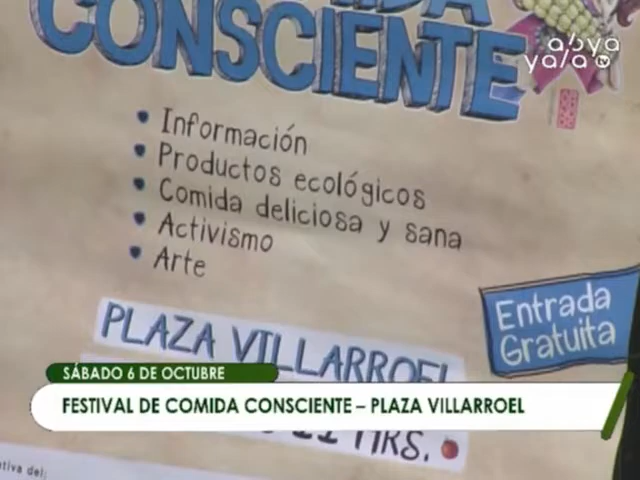 CONSCIENTE
abya
yala tv
• Información
• Productos ecológicos
• Comida deliciosa y sana
• Activismo
• Arte
Entrada
Gratuita
PLAZA VILLARROEL
SÁBADO 6 DE OCTUBRE
FESTIVAL DE COMIDA CONSCIENTE – PLAZA VILLARROEL
HRS.